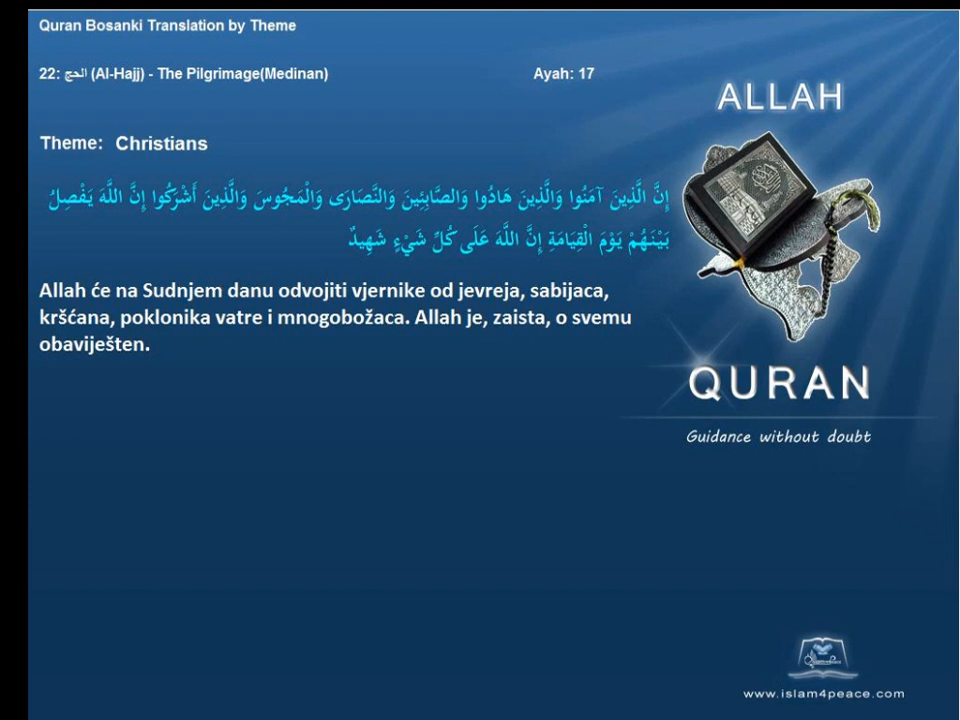 Quran Bosanki Translation by Theme
22: الحج (Al-Hajj) - The Pilgrimage(Medinan) Ayah: 17
ALLAH
Theme: Christians
إِنَّ الَّذِينَ آمَنُوا وَالَّذِينَ هَادُوا وَالصَّابِئِينَ وَالنَّصَارَى وَالْمَجُوسَ وَالَّذِينَ أَشْرَكُوا إِنَّ اللَّهَ يَفْصِلُ
بَيْنَهُمْ يَوْمَ الْقِيَامَةِ إِنَّ اللَّهَ عَلَى كُلِّ شَيْءٍ شَهِيدٌ
Allah će na Sudnjem danu odvojiti vjernike od jevreja, sabijaca,
kršćana, poklonika vatre i mnogobožaca. Allah je, zaista, o svemu
obaviješten.
QURAN
Guidance without doubt
www.islam4peace.com